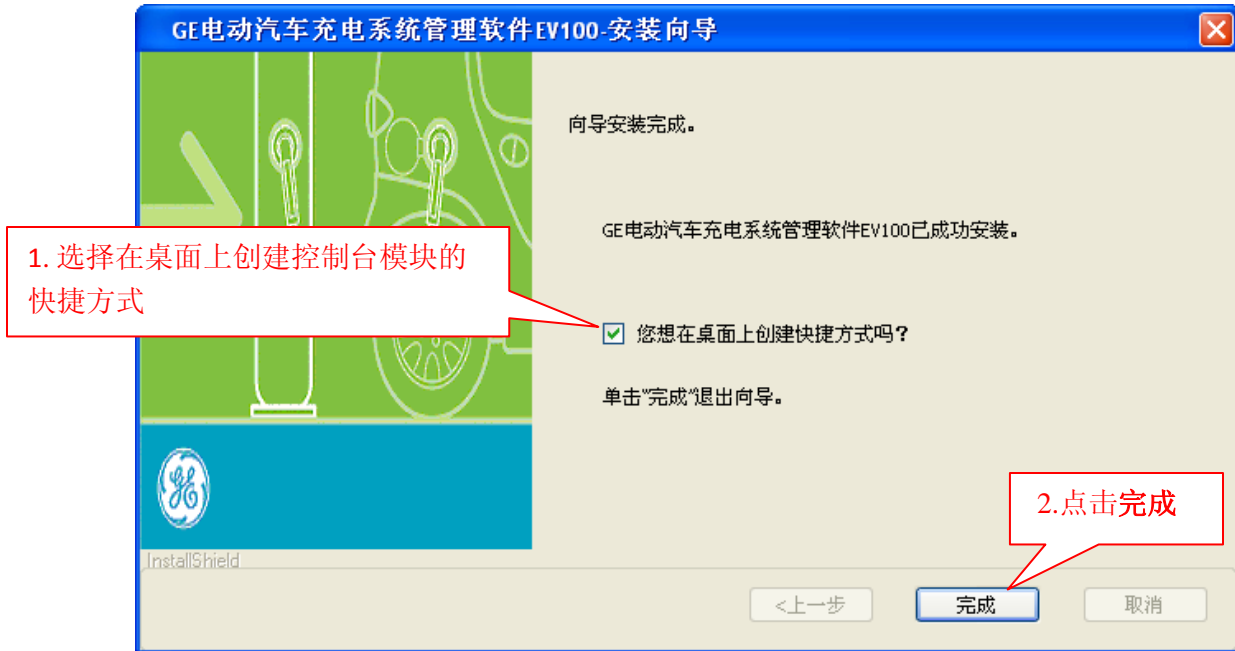 GE电动汽车充电系统管理软件EV100-安装向导
向导安装完成。
GE电动汽车充电系统管理软件EV100已成功安装。
1. 选择在桌面上创建控制台模块的
快捷方式
您想在桌面上创建快捷方式吗?
单击"完成"退出向导。
GE
2.点击完成
InstallShield
<上一步
完成
取消